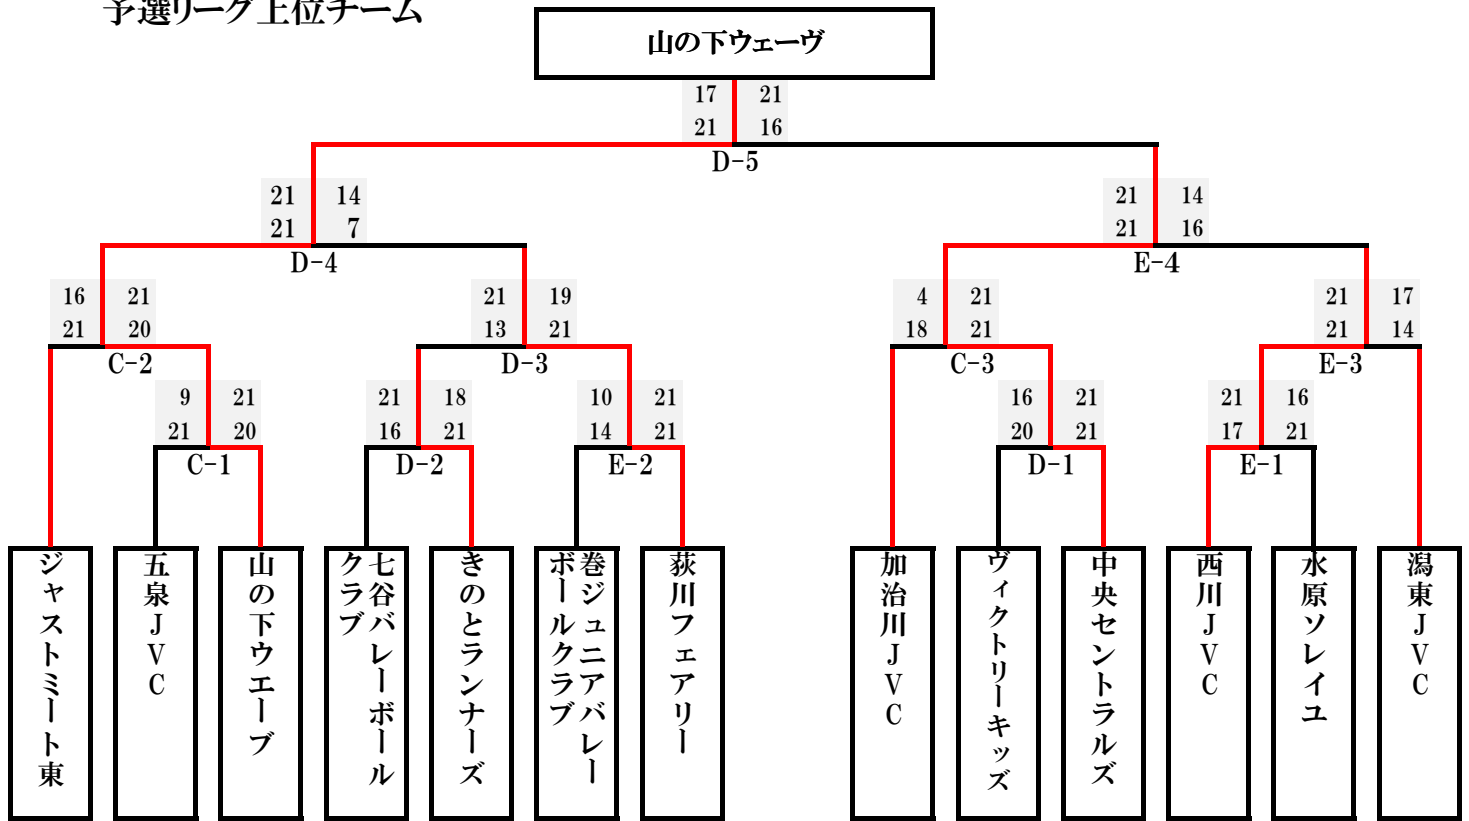 予選リーグ上位チーム
山の下ウェーヴ
17 21
21 16
D-5
21 14
21 7
D-4
21 14
21 16
E-4
16 21
21 20
C-2
21 19
13 21
D-3
4 21
18 21
C-3
21 17
21 14
E-3
9 21
21 20
C-1
21 18
16 21
D-2
10 21
14 21
E-2
16 21
20 21
D-1
21 16
17 21
E-1
ジャストミート東
五泉JVC
山の下ウエーブ
七谷バレーボール
クラブ
きのとランナーズ
巻ジュニアバレー
ボールクラブ
荻川フェアリー
加治川JVC
ヴィクトリーキッズ
中央セントラルズ
西川JVC
水原ソレイユ
潟東JVC